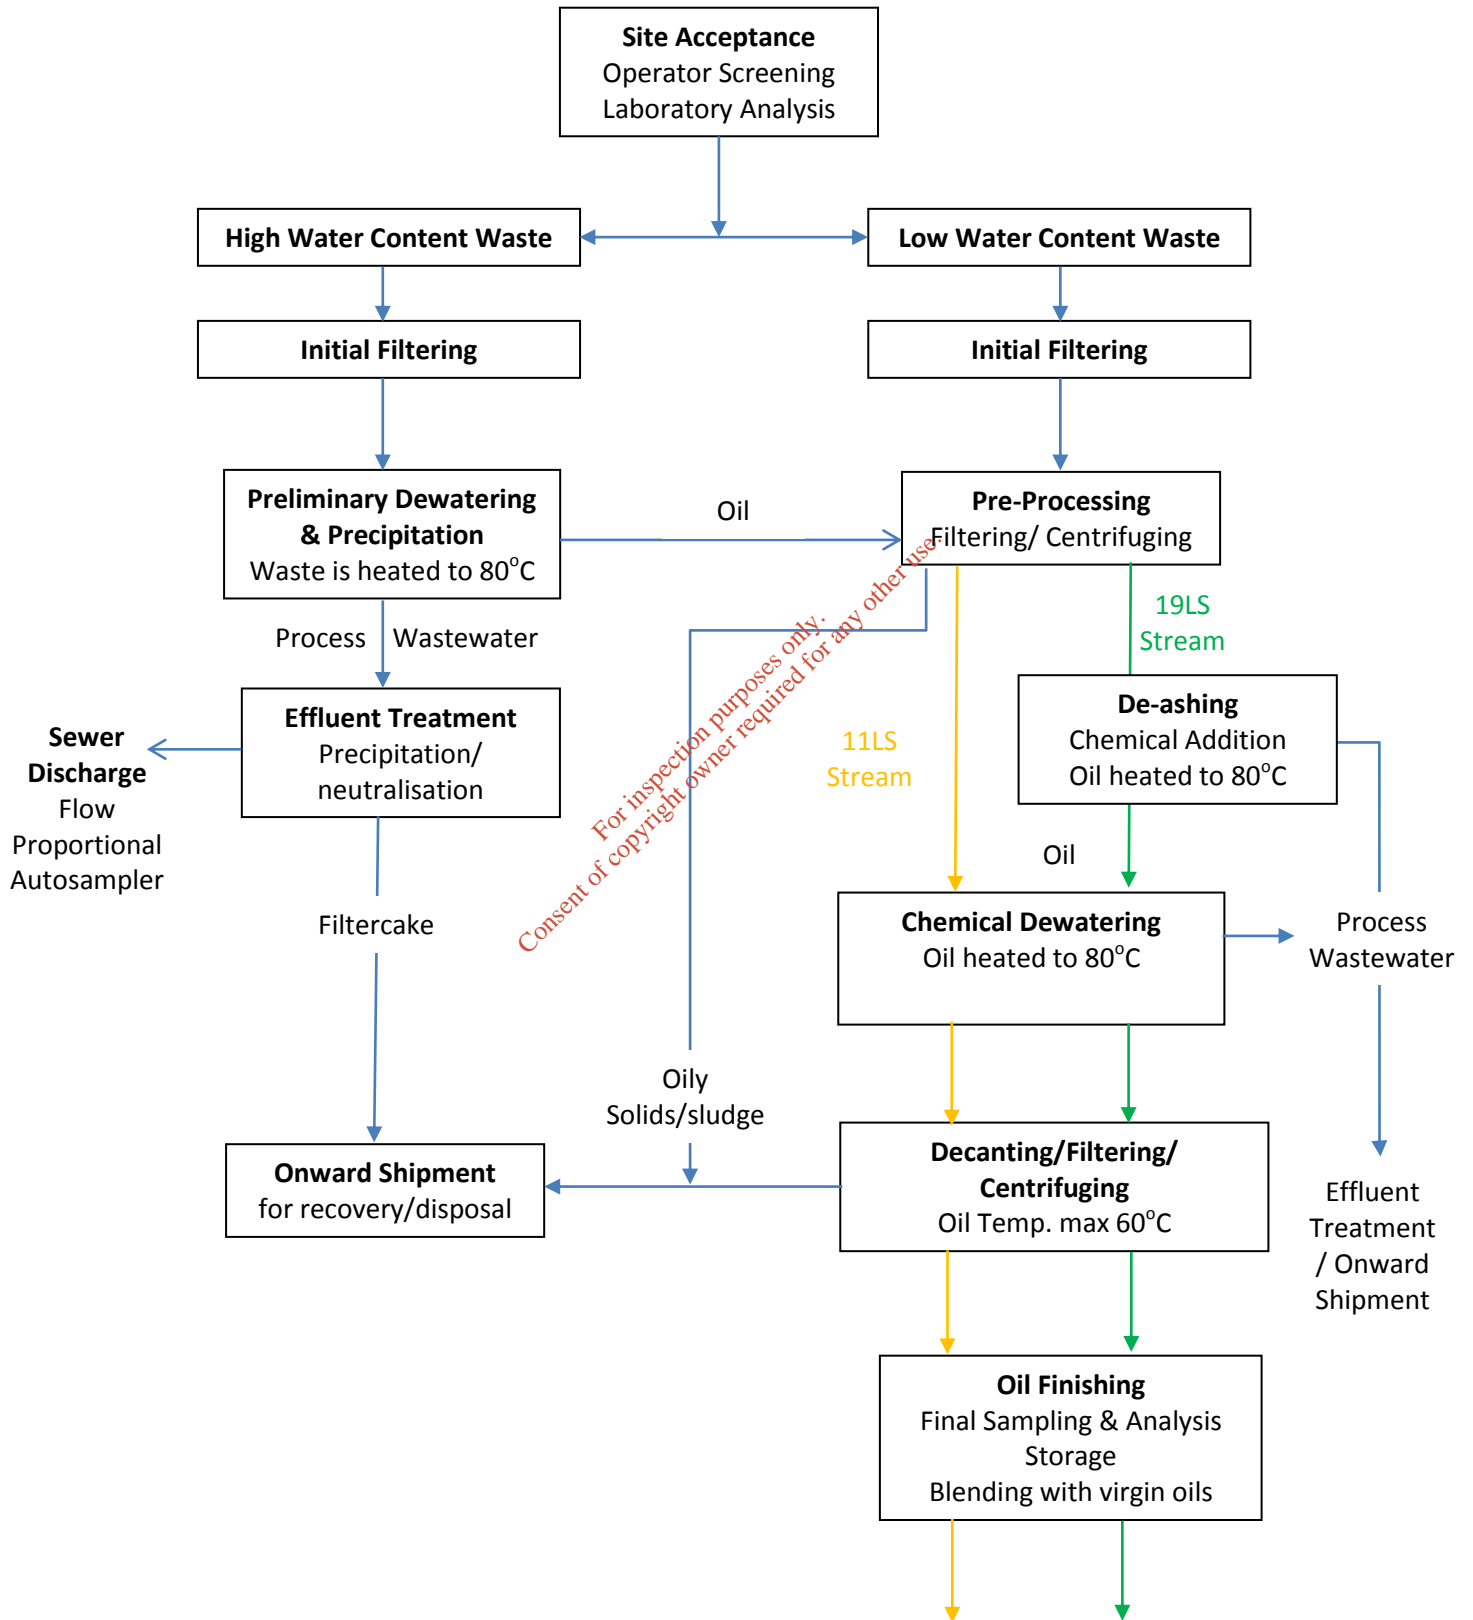 Site Acceptance
Operator Screening
Laboratory Analysis
High Water Content Waste
Low Water Content Waste
Initial Filtering
Initial Filtering
Preliminary Dewatering
& Precipitation
Waste is heated to 80°C
Oil
Pre-Processing
Filtering/ Centrifuging
Process Wastewater
19LS
Stream
Effluent Treatment
Precipitation/
neutralisation
Sewer
Discharge
Flow
Proportional
Autosampler
11LS
Stream
De-ashing
Chemical Addition
Oil heated to 80°C
Oil
For inspection purposes only.
Consent of copyright owner required for any other use.
Filtercake
Chemical Dewatering
Oil heated to 80°C
Process
Wastewater
Oily
Solids/sludge
Onward Shipment
for recovery/disposal
Decanting/Filtering/
Centrifuging
Oil Temp. max 60°C
Effluent
Treatment
/ Onward
Shipment
Oil Finishing
Final Sampling & Analysis
Storage
Blending with virgin oils